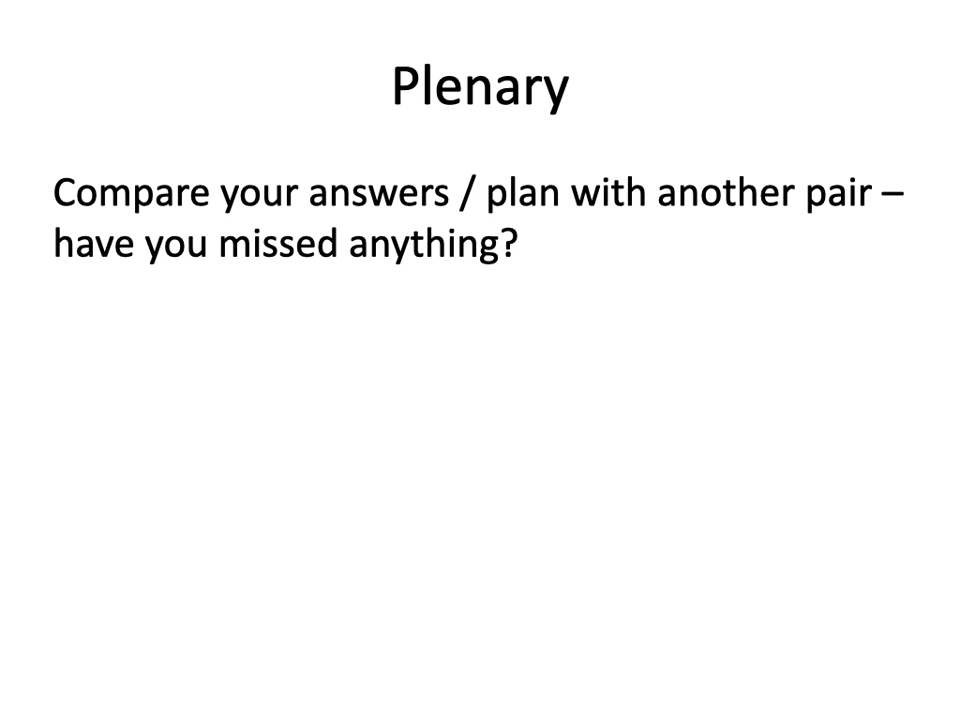 Plenary
Compare your answers / plan with another pair –
have you missed anything?